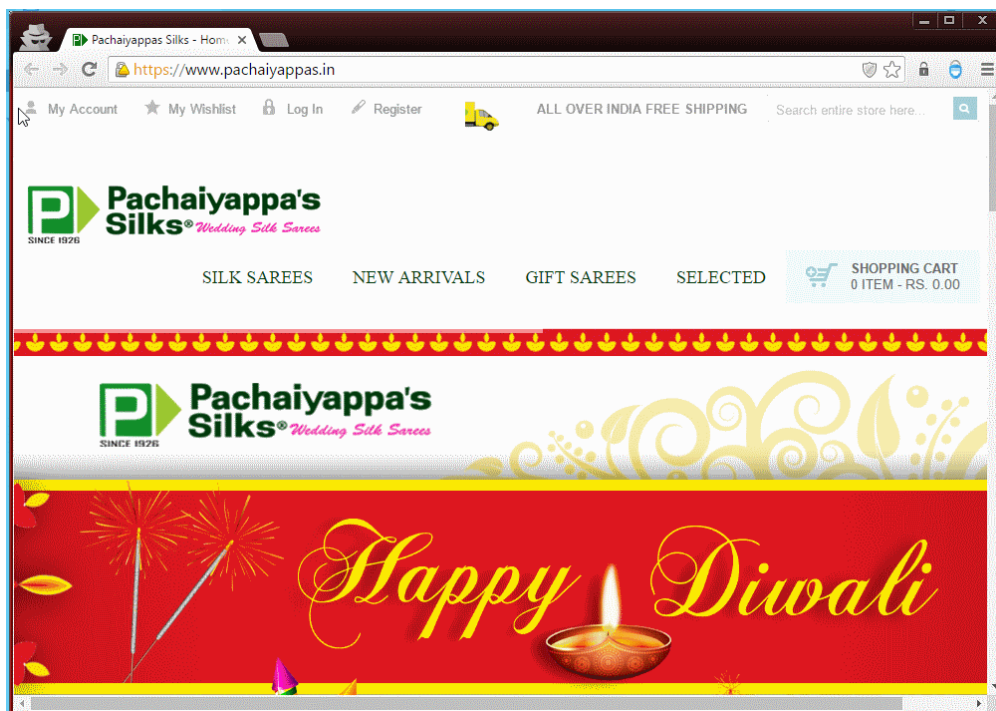 Pachaiyappas Silks - Home
https://www.pachaiyappas.in
My Account My Wishlist Log In Register ALL OVER INDIA FREE SHIPPING Search entire store here...
Pachaiyappa's
Silks® Wedding Silk Sarees
SINCE 1926
SILK SAREES NEW ARRIVALS GIFT SAREES SELECTED
SHOPPING CART
0 ITEM - RS. 0.00
Pachaiyappa's
Silks® Wedding Silk Sarees
SINCE 1926
Happy Diwali